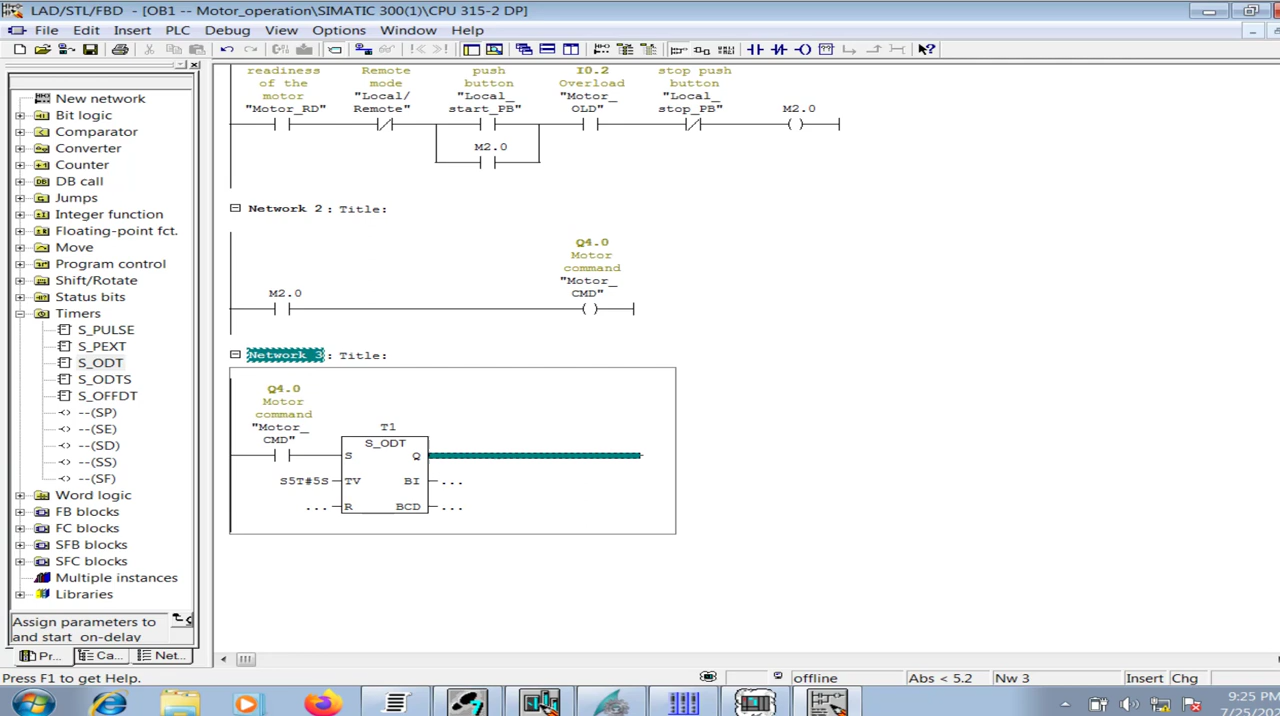 LAD/STL/FBD - [OB1 -- Motor_operation\SIMATIC 300(1)\CPU 315-2 DP]
File Edit Insert PLC Debug View Options Window Help
New network
Bit logic
Comparator
Converter
Counter
DB call
Jumps
Integer function
Floating-point fct.
Move
Program control
Shift/Rotate
Status bits
Timers
S_PULSE
S_PEXT
S_ODT
S_ODTS
S_OFFDT
--(SP)
--(SE)
--(SD)
--(SS)
--(SF)
Word logic
FB blocks
FC blocks
SFB blocks
SFC blocks
Multiple instances
Libraries
Assign parameters to
and start on-delay
Pr... Ca... Net...
readiness Remote push I0.2 stop push
of the mode button Overload button
motor "Local/ "Local_ "Motor_ "Local_
"Motor_RD" Remote" start_PB" OLD" stop_PB" M2.0
M2.0
Network 2 : Title:
Q4.0
Motor
command
"Motor_
M2.0 CMD"
Network 3 : Title:
Q4.0
Motor
command
"Motor_ T1
CMD" S_ODT
S Q
S5T#5S TV BI ...
... R BCD ...
Press F1 to get Help. offline Abs < 5.2 Nw 3 Insert Chg
9:25 PM